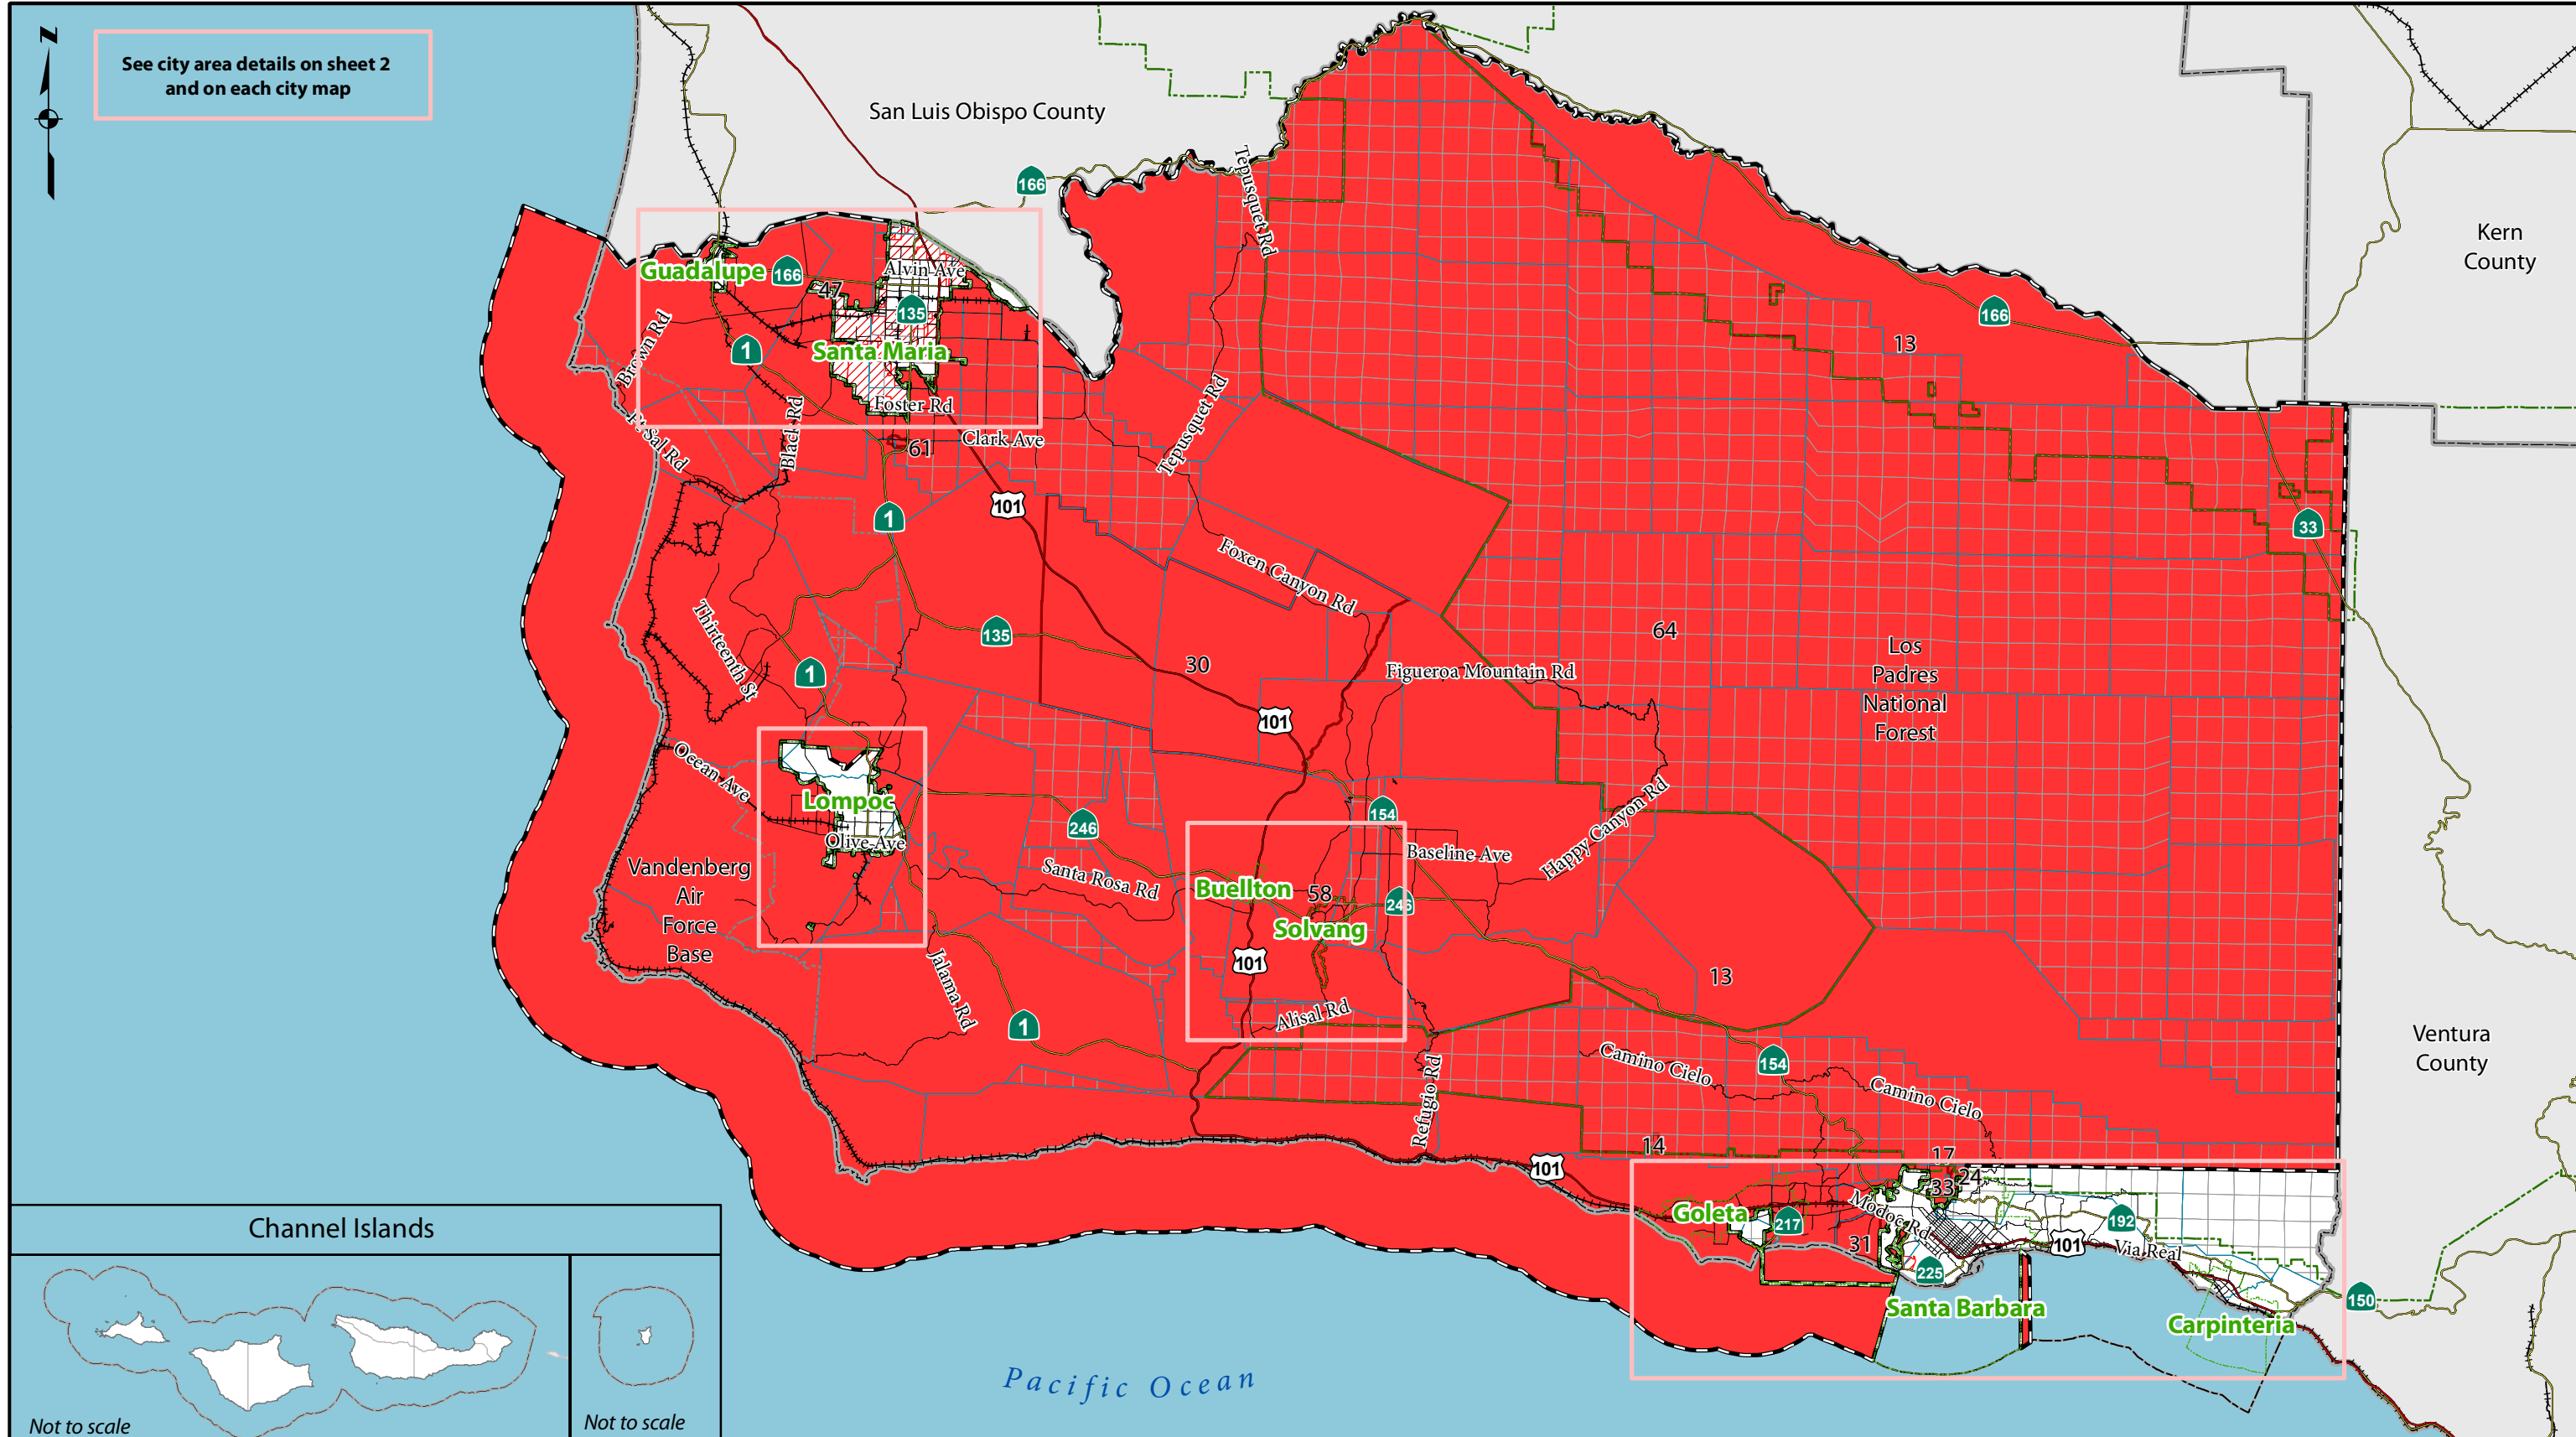 N
See city area details on sheet 2
and on each city map
San Luis Obispo County
166
Tepusquet Rd
Kern
County
Guadalupe
166
Alvin Ave
47
135
166
13
Brown Rd
1
Santa Maria
4
Foster Rd
Black Rd
Pt Sal Rd
61
Clark Ave
Tepusquet Rd
101
1
33
Foxen Canyon Rd
Thirteenth St
135
64
Los
Padres
National
Forest
30
1
Figueroa Mountain Rd
101
Ocean Ave
Lompoc
154
246
Olive Ave
Happy Canyon Rd
Baseline Ave
Vandenberg
Air
Force
Base
Santa Rosa Rd
Buellton
58
246
Solvang
101
Jalama Rd
13
1
Alisal Rd
Ventura
County
Camino Cielo
154
Camino Cielo
Refugio Rd
14
17
101
24
33
Goleta
217
Modoc Rd
192
31
101
Via Real
225
Santa Barbara
150
Carpinteria
Channel Islands
Not to scale
Not to scale
Pacific Ocean